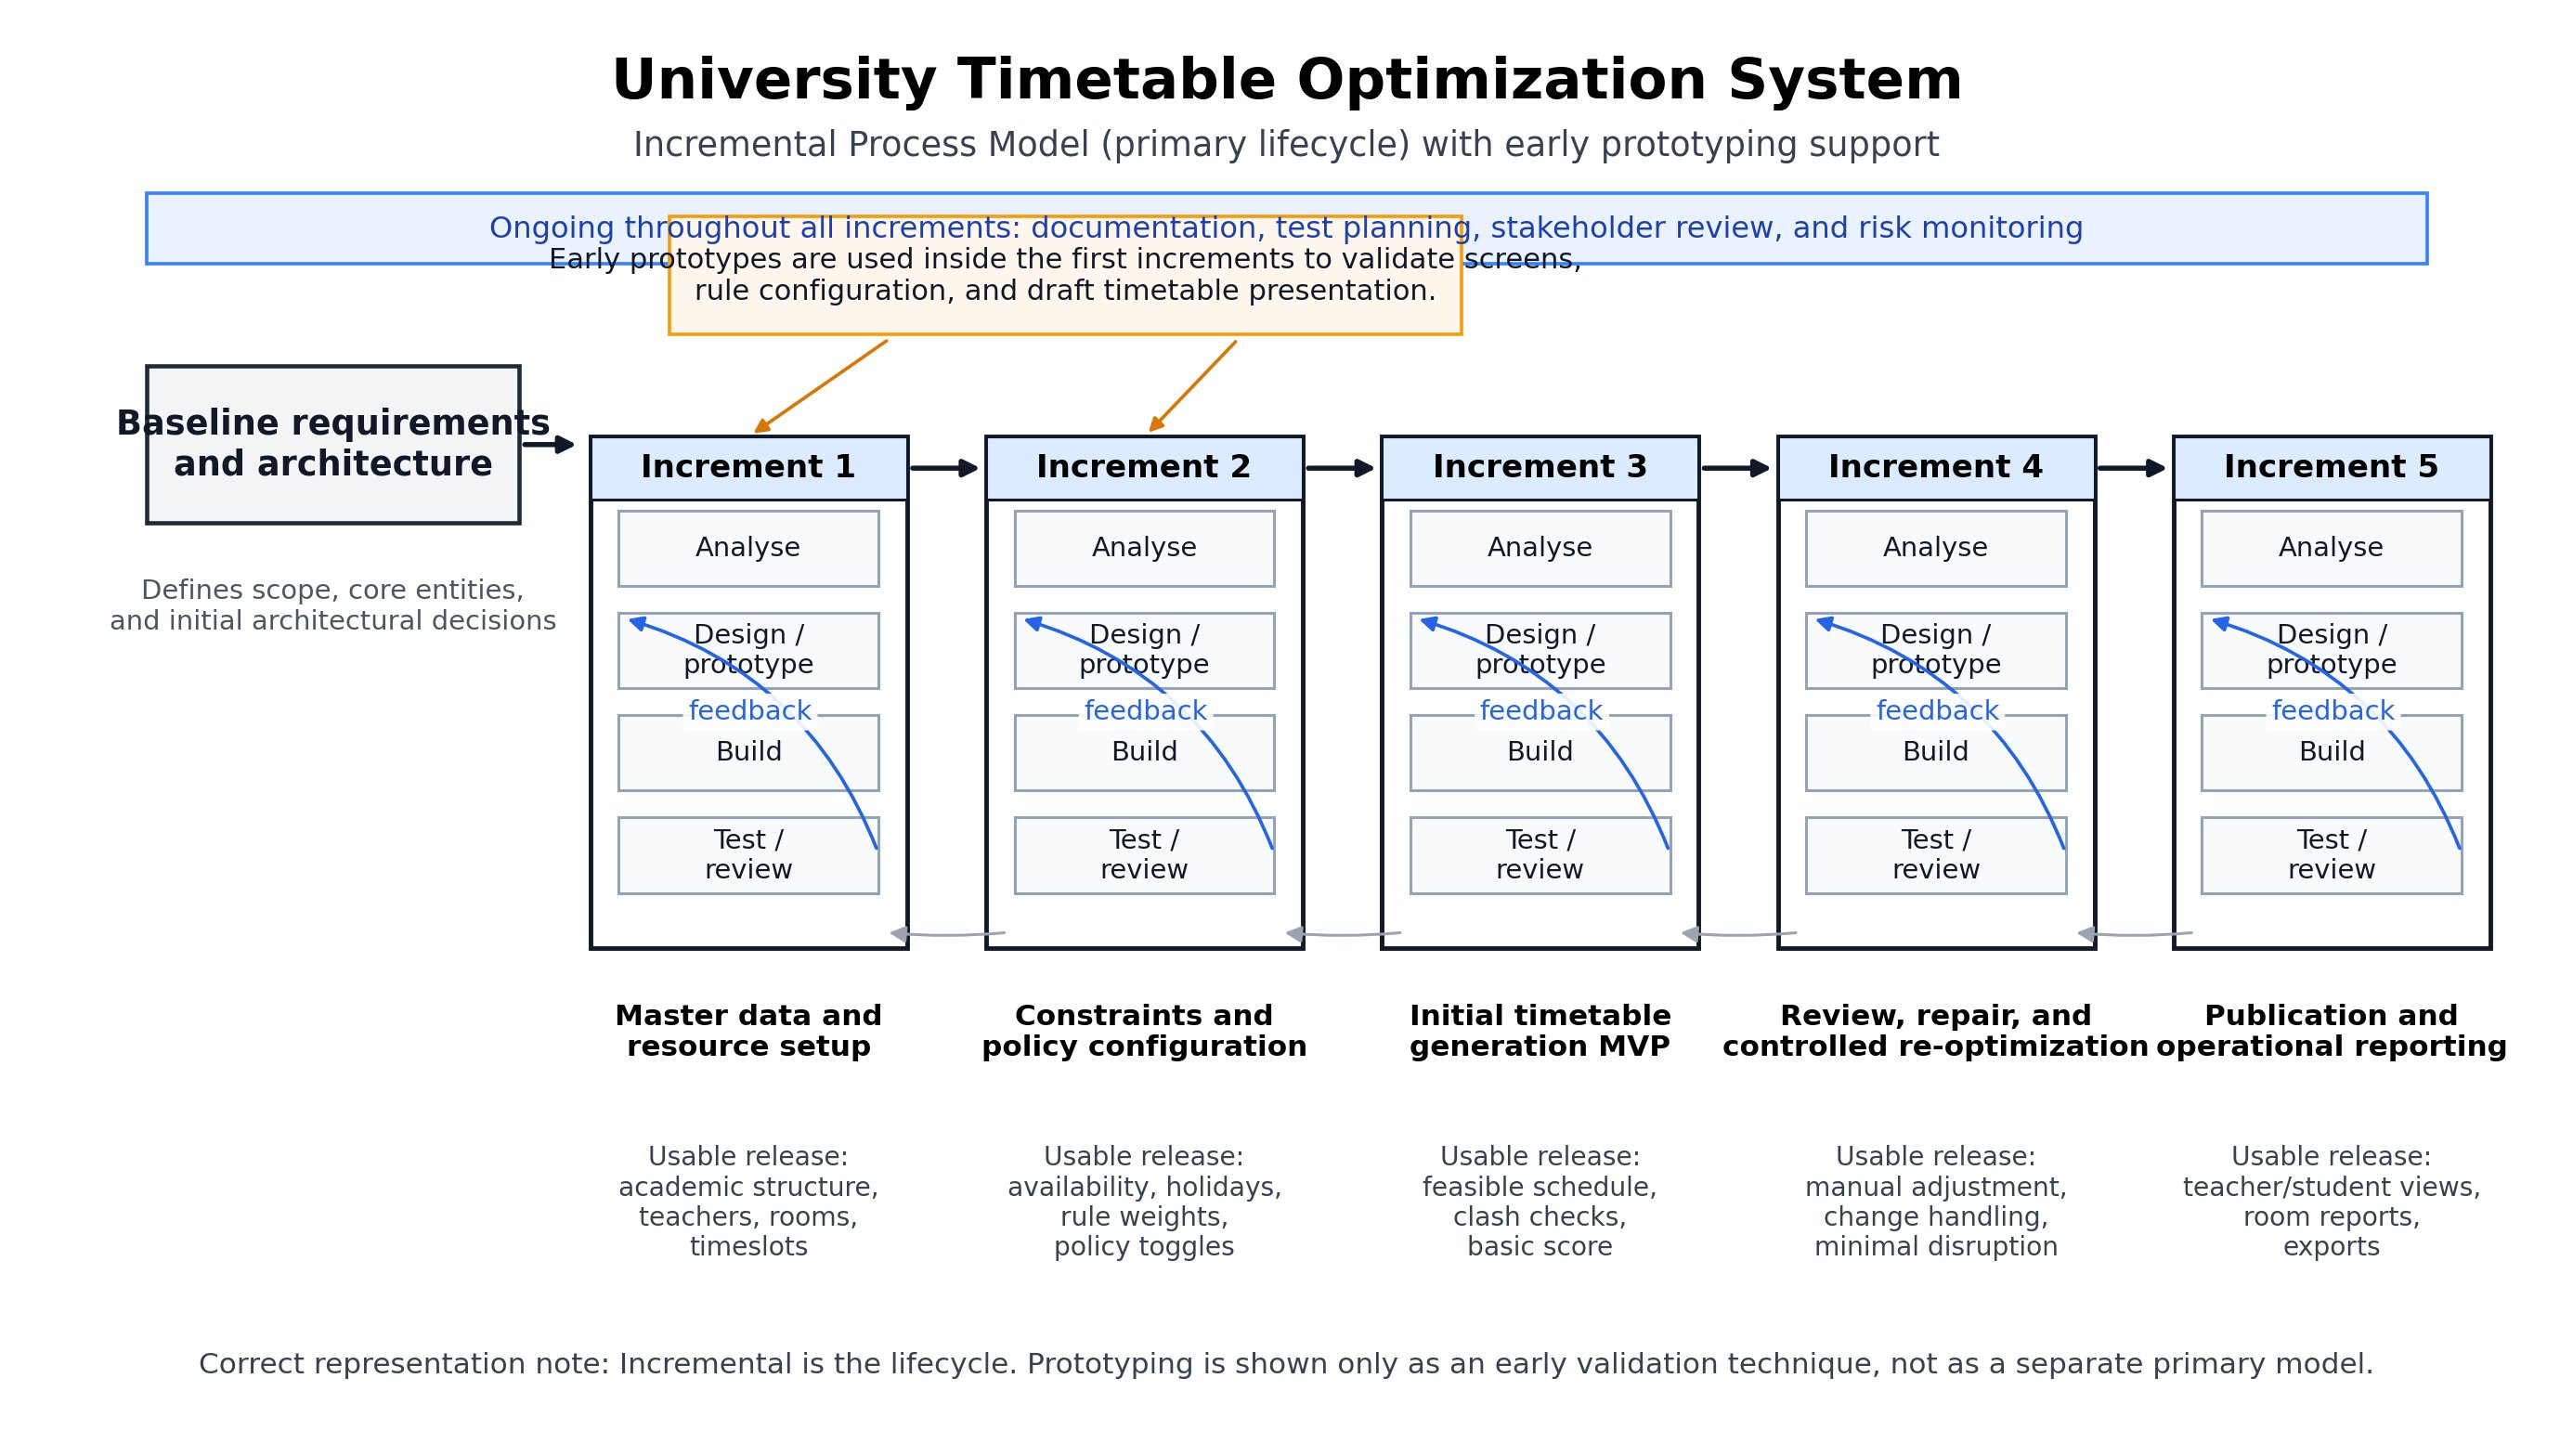 University Timetable Optimization System
Incremental Process Model (primary lifecycle) with early prototyping support
Ongoing throughout all increments: documentation, test planning, stakeholder review, and risk monitoring
Early prototypes are used inside the first increments to validate screens,
rule configuration, and draft timetable presentation.
Baseline requirements
and architecture
Defines scope, core entities,
and initial architectural decisions
Increment 1
Analyse
Design /
prototype
feedback
Build
Test /
review
Master data and
resource setup
Usable release:
academic structure,
teachers, rooms,
timeslots
Increment 2
Analyse
Design /
prototype
feedback
Build
Test /
review
Constraints and
policy configuration
Usable release:
availability, holidays,
rule weights,
policy toggles
Increment 3
Analyse
Design /
prototype
feedback
Build
Test /
review
Initial timetable
generation MVP
Usable release:
feasible schedule,
clash checks,
basic score
Increment 4
Analyse
Design /
prototype
feedback
Build
Test /
review
Review, repair, and
controlled re-optimization
Usable release:
manual adjustment,
change handling,
minimal disruption
Increment 5
Analyse
Design /
prototype
feedback
Build
Test /
review
Publication and
operational reporting
Usable release:
teacher/student views,
room reports,
exports
Correct representation note: Incremental is the lifecycle. Prototyping is shown only as an early validation technique, not as a separate primary model.